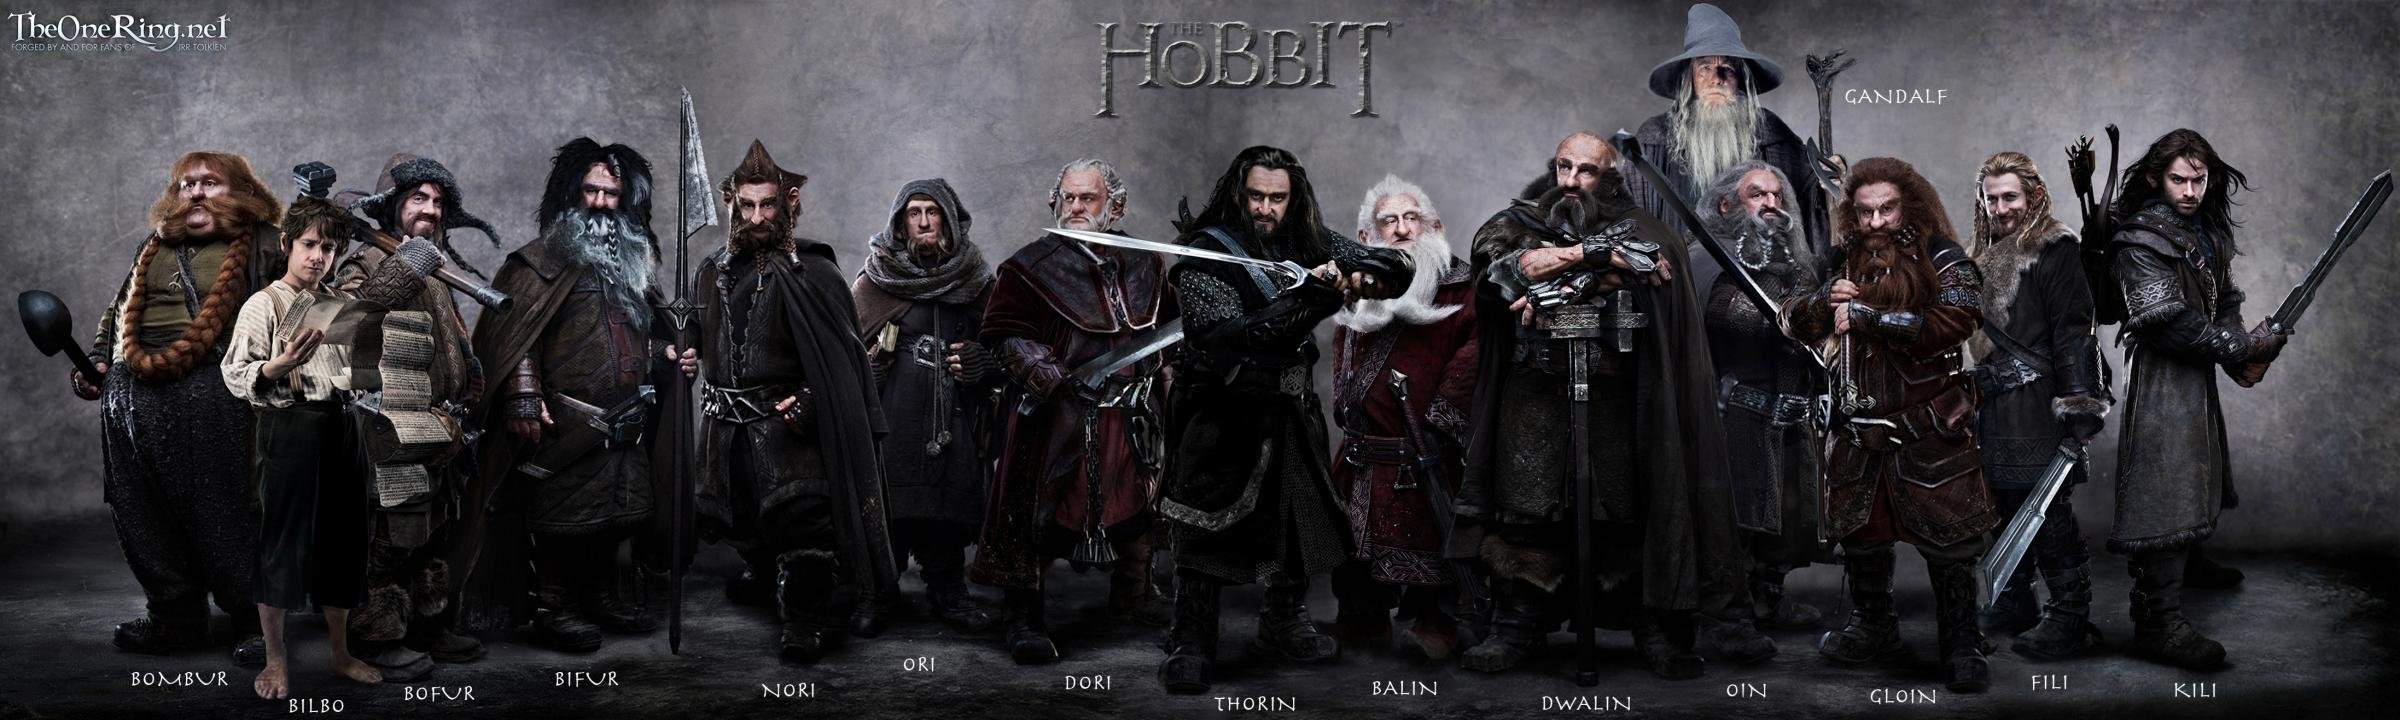 TheOneRing.net
FORGED BY AND FOR FANS OF JRR TOLKIEN
THE
HOBBIT
GANDALF
BOMBUR
BILBO
BOFUR
BIFUR
NORI
ORI
DORI
THORIN
BALIN
DWALIN
OIN
GLOIN
FILI
KILI